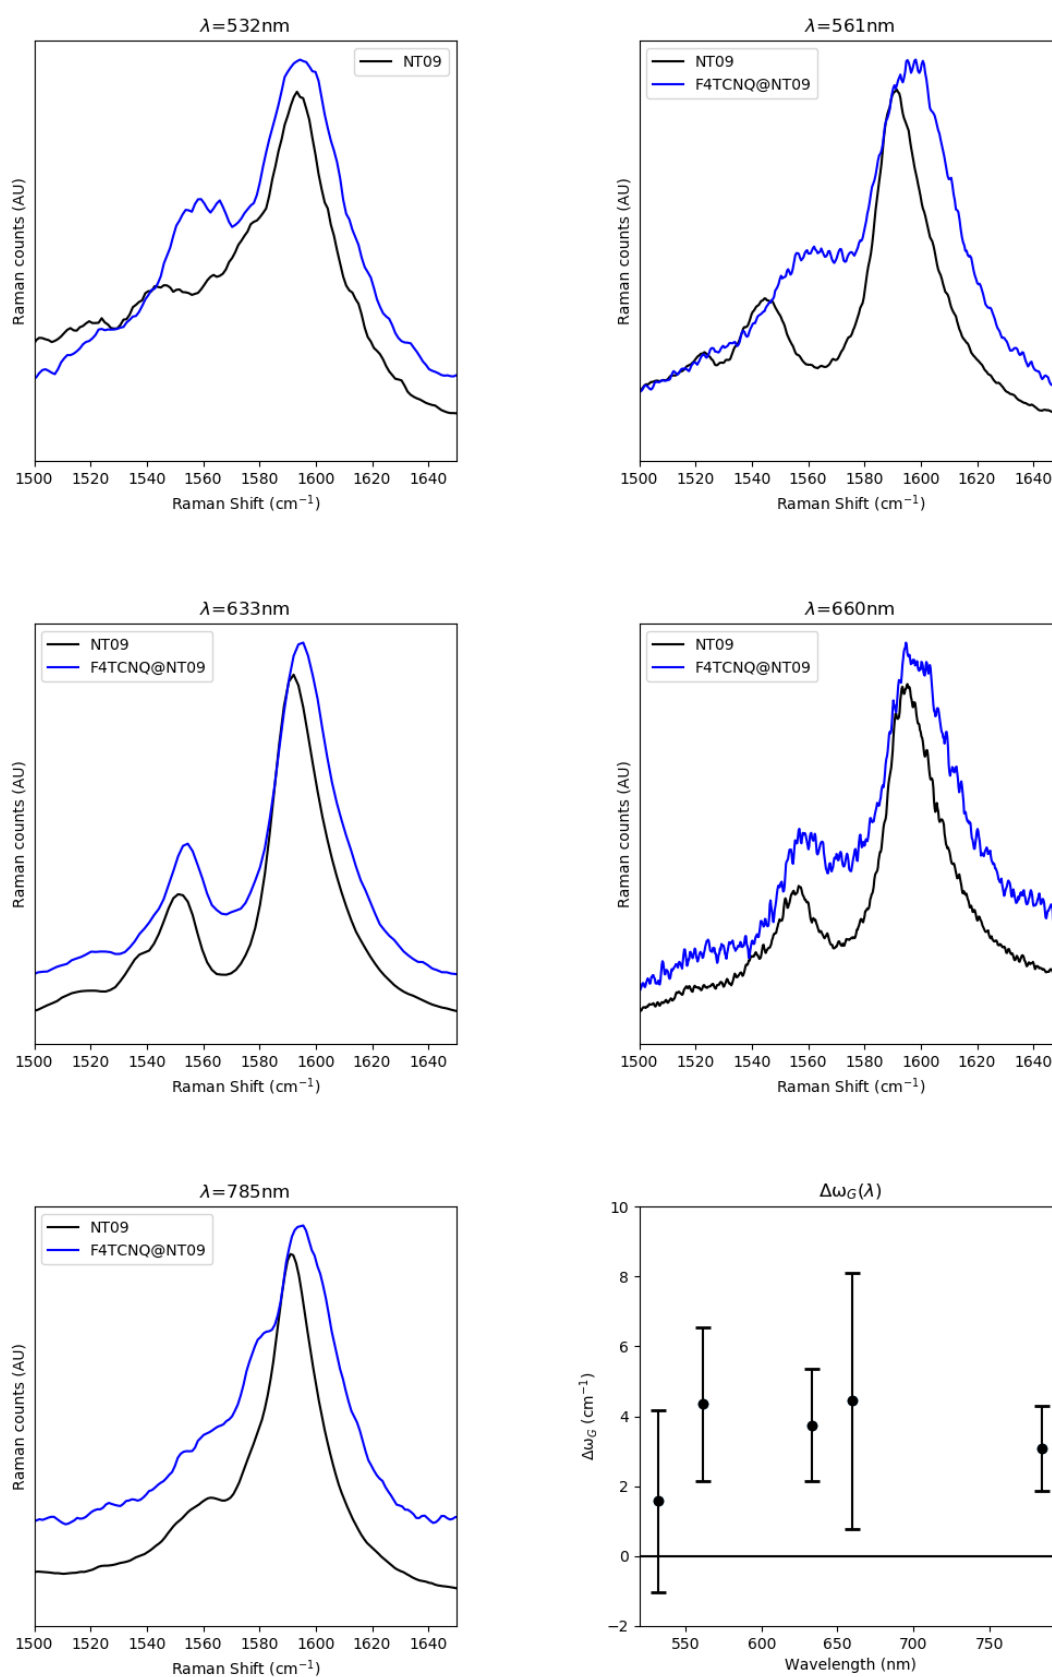 λ=532nm
NT09
Raman counts (AU)
1500 1520 1540 1560 1580 1600 1620 1640
Raman Shift (cm⁻¹)
λ=561nm
NT09
F4TCNQ@NT09
Raman counts (AU)
1500 1520 1540 1560 1580 1600 1620 1640
Raman Shift (cm⁻¹)
λ=633nm
NT09
F4TCNQ@NT09
Raman counts (AU)
1500 1520 1540 1560 1580 1600 1620 1640
Raman Shift (cm⁻¹)
λ=660nm
NT09
F4TCNQ@NT09
Raman counts (AU)
1500 1520 1540 1560 1580 1600 1620 1640
Raman Shift (cm⁻¹)
λ=785nm
NT09
F4TCNQ@NT09
Raman counts (AU)
1500 1520 1540 1560 1580 1600 1620 1640
Raman Shift (cm⁻¹)
Δω_G(λ)
10
8
6
4
2
0
−2
Δω_G (cm⁻¹)
550 600 650 700 750
Wavelength (nm)